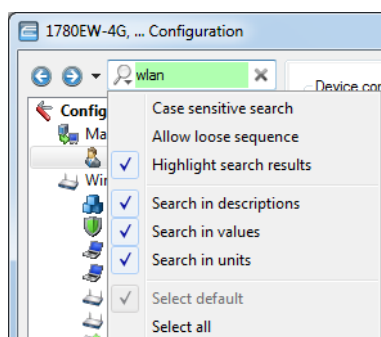 1780EW-4G, ... Configuration
wlan
Device con
Config
Case sensitive search
Ma
Allow loose sequence
Highlight search results
Wir
Search in descriptions
Search in values
Search in units
Select default
Select all